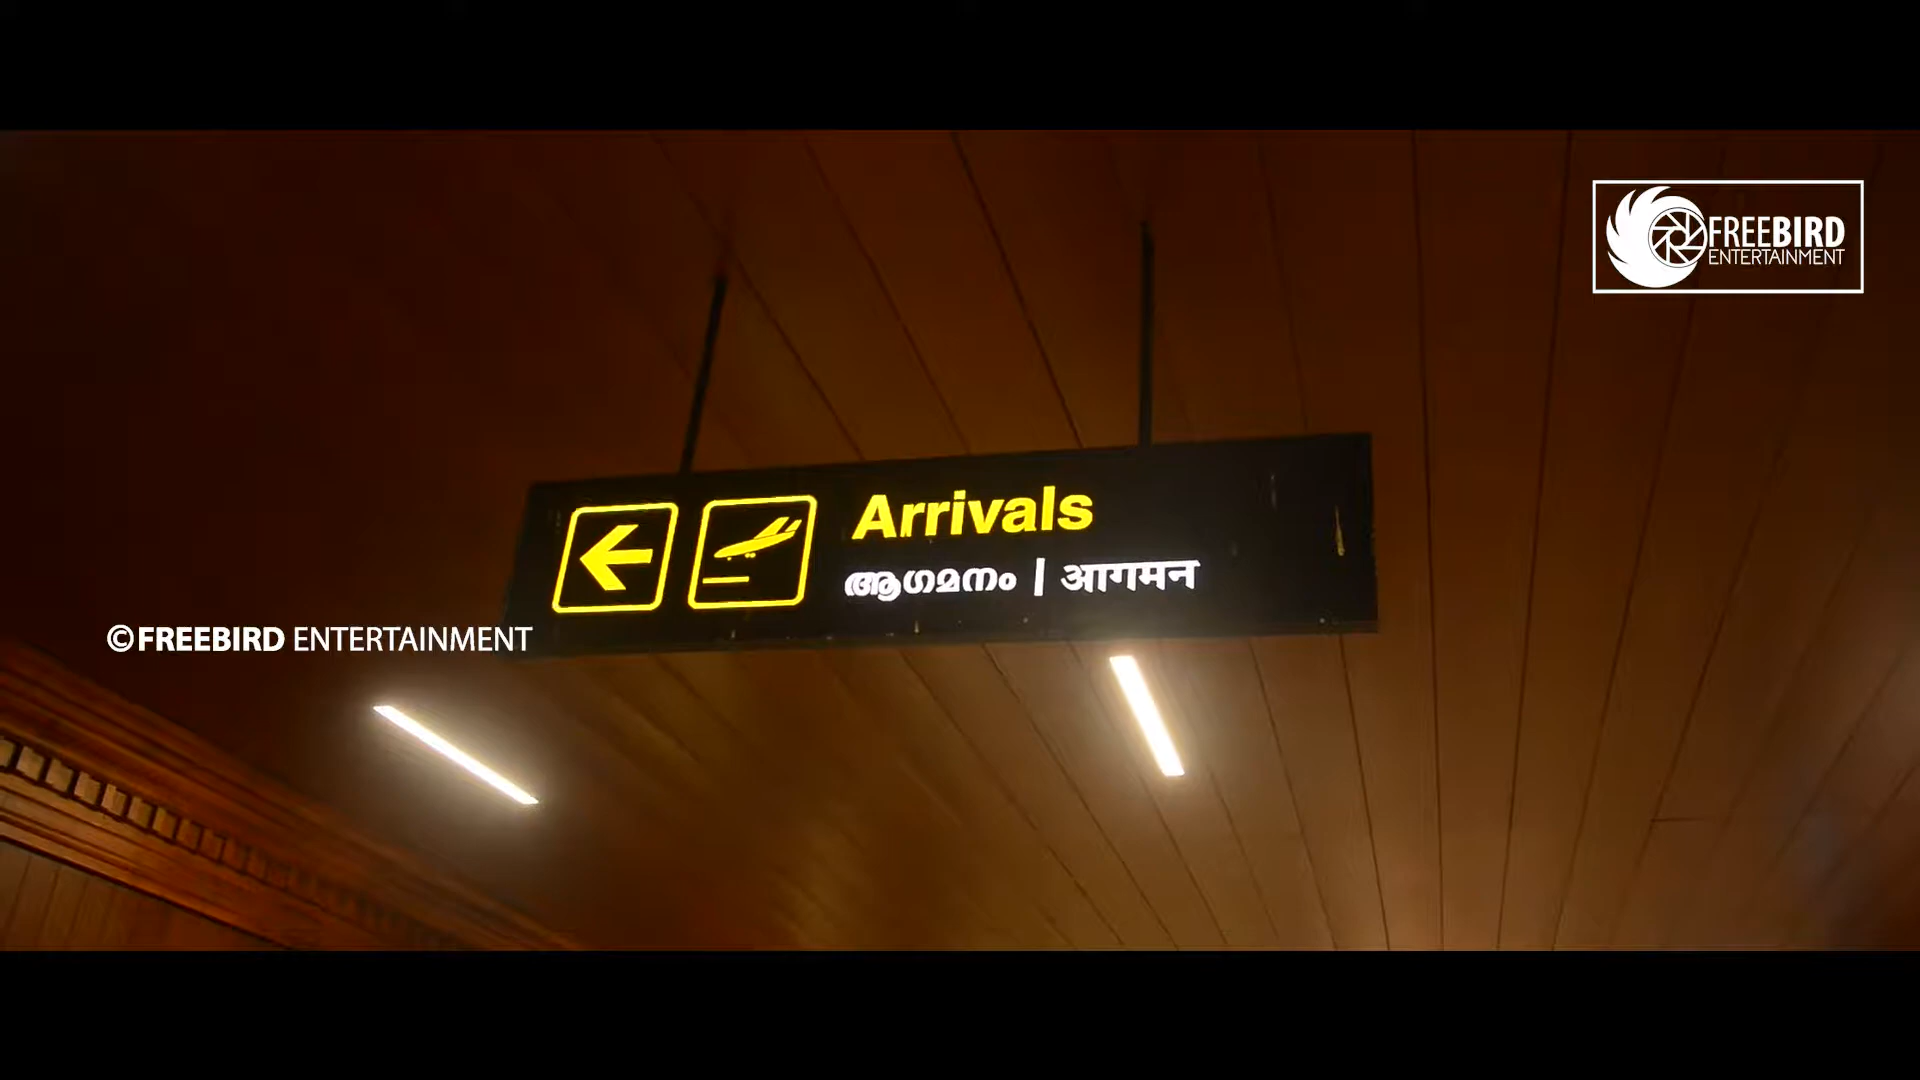 FREEBIRD
ENTERTAINMENT
Arrivals
ആഗമനം | आगमन
©FREEBIRD ENTERTAINMENT